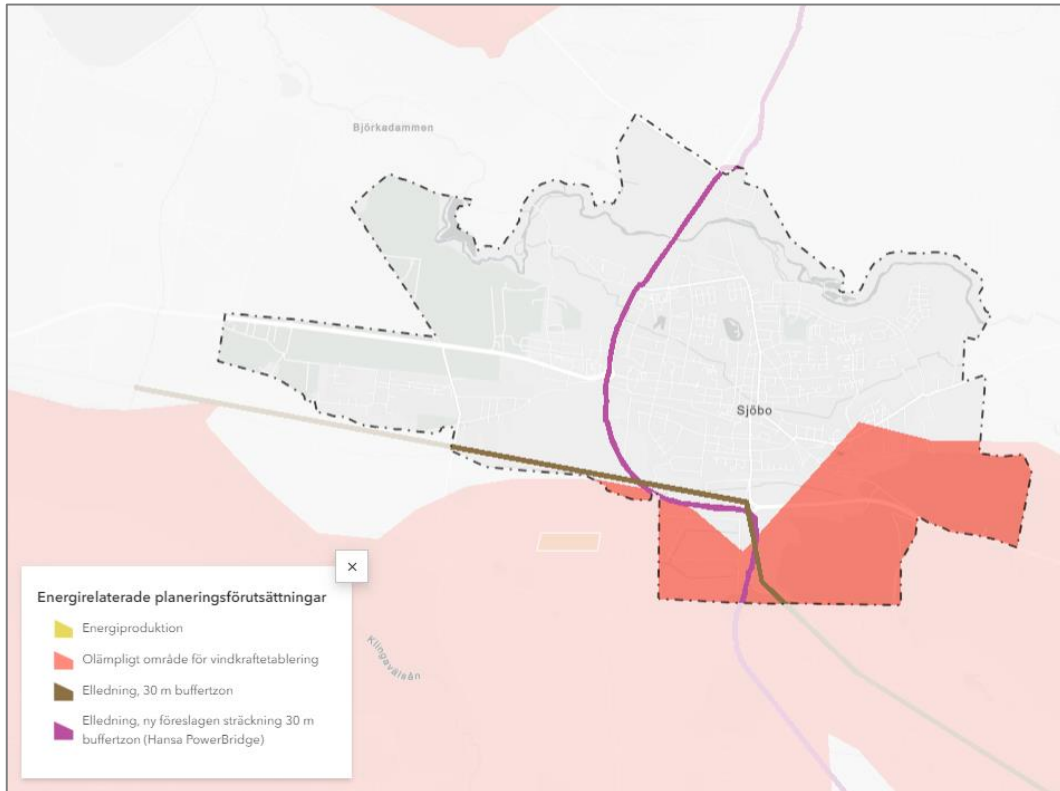 Björkadammen
Sjöbo
Klingavälsån
×
Energirelaterade planeringsförutsättningar
Energiproduktion
Olämpligt område för vindkraftetablering
Elledning, 30 m buffertzon
Elledning, ny föreslagen sträckning 30 m
buffertzon (Hansa PowerBridge)